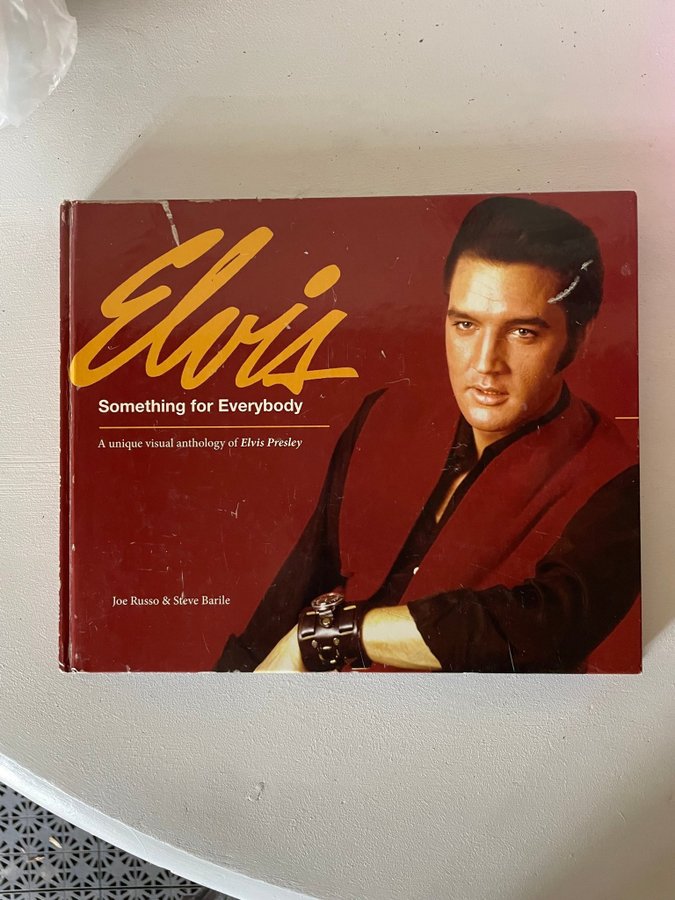 Elvis
Something for Everybody
A unique visual anthology of Elvis Presley
Joe Russo & Steve Barile